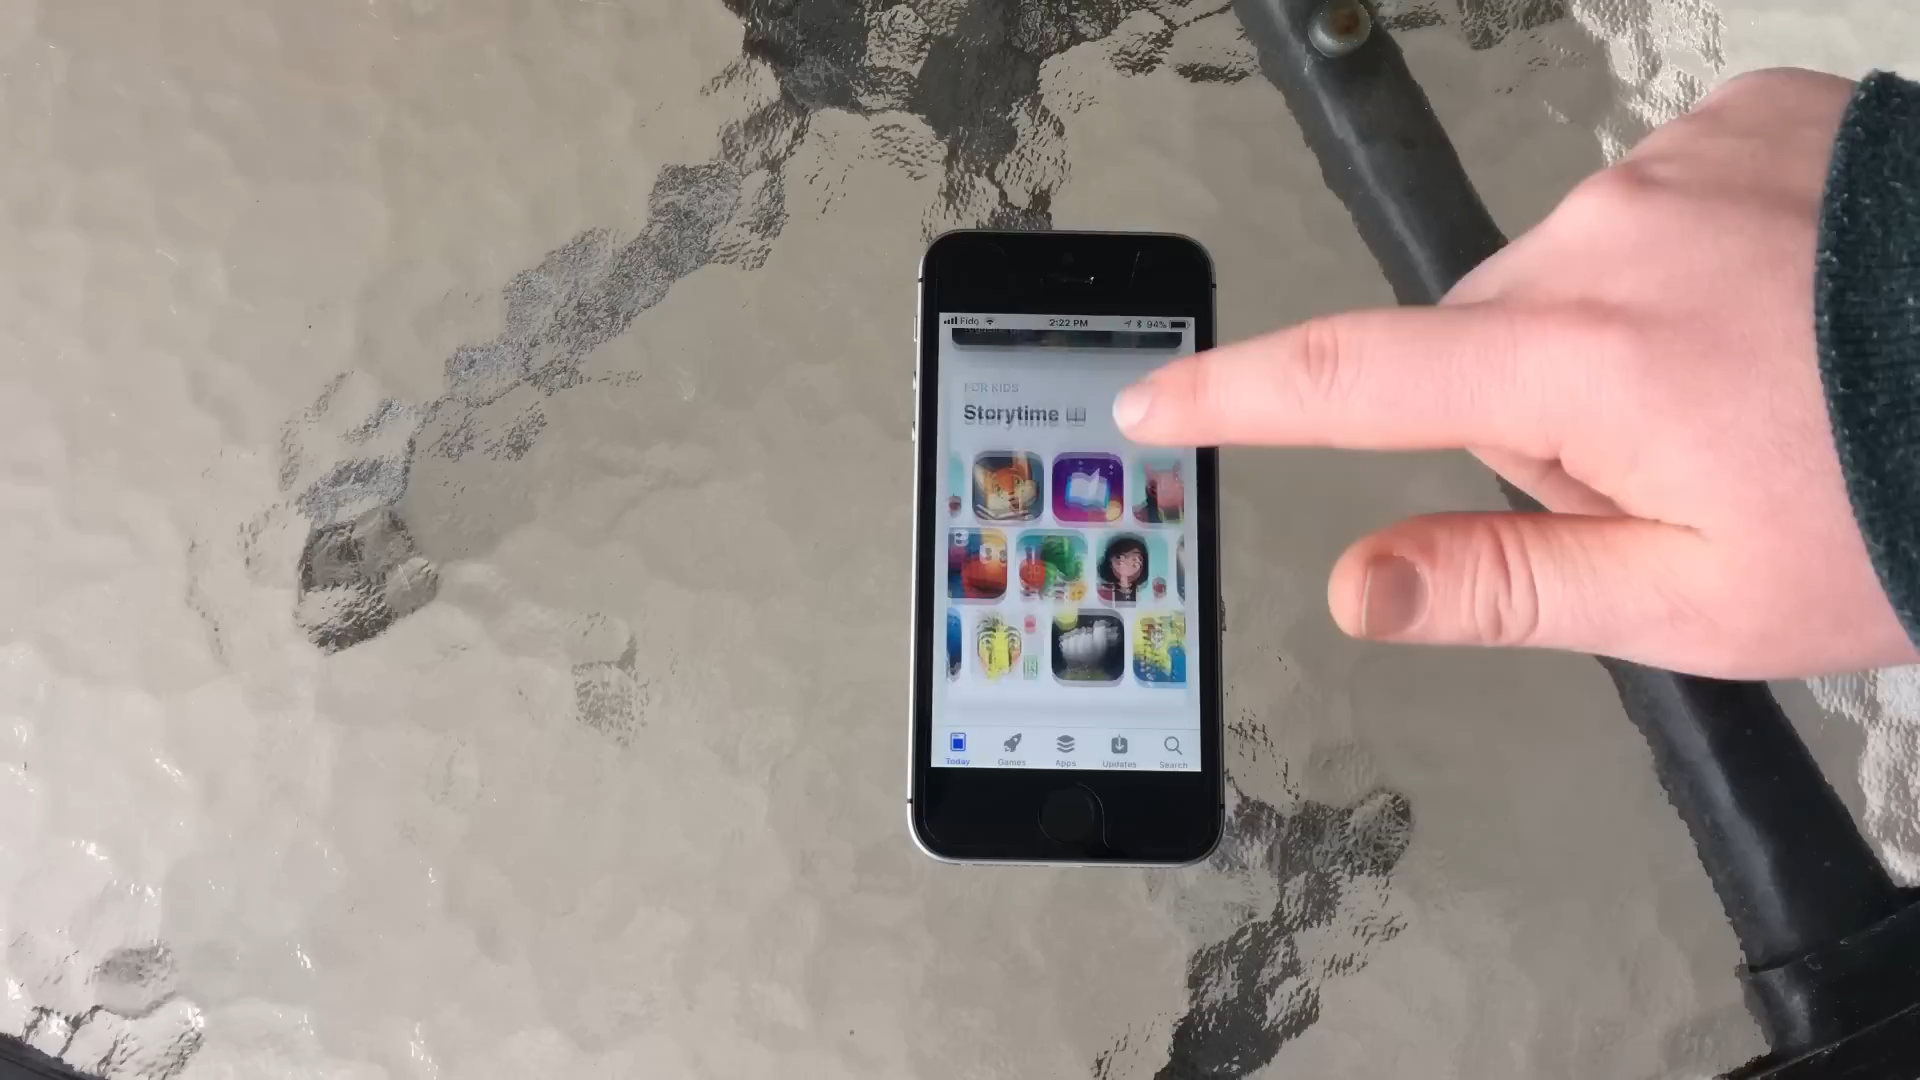 Fido 2:22 PM 94%
FOR KIDS
Storytime
Today Games Apps Updates Search